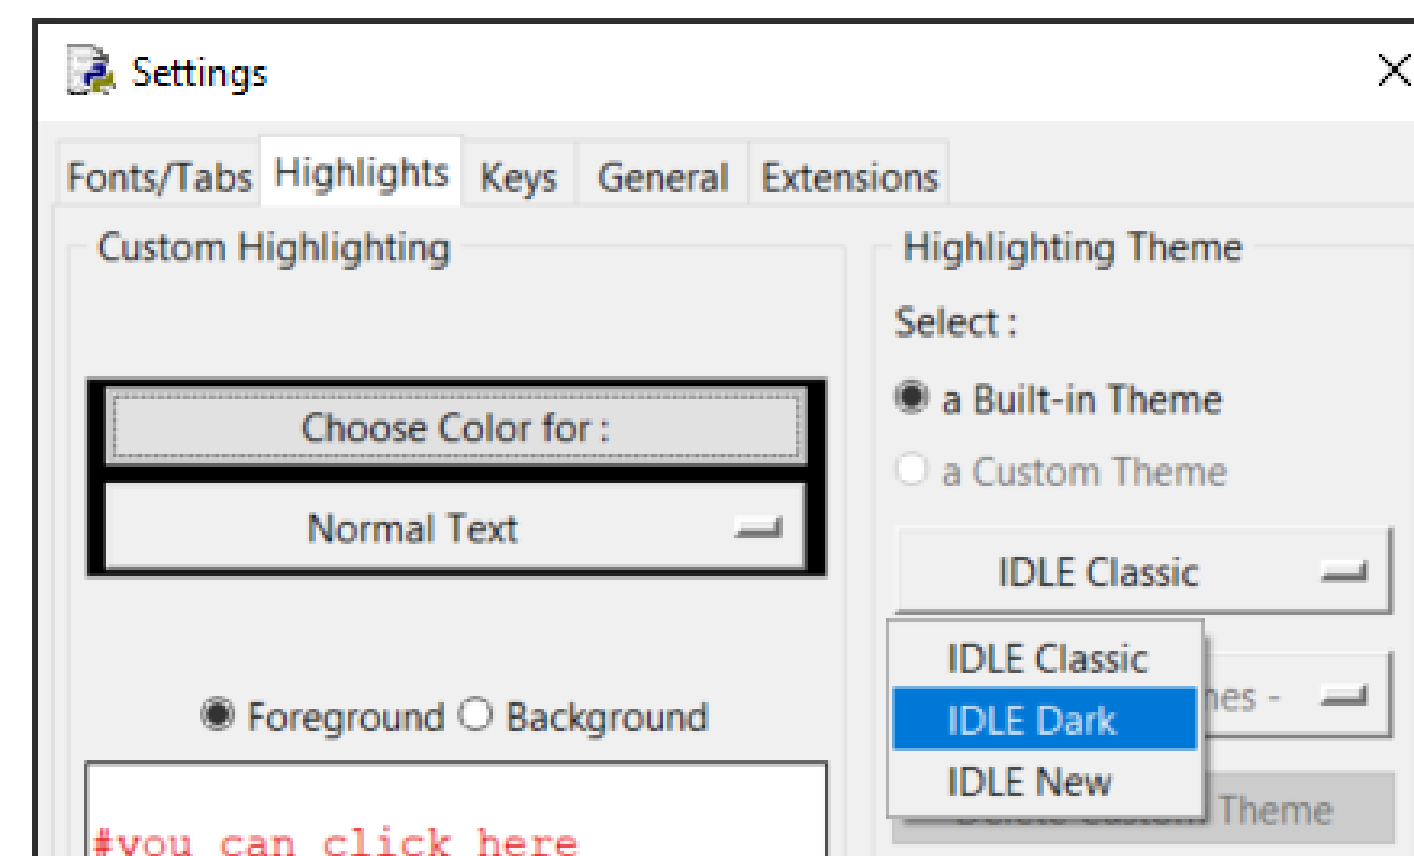 Settings
Fonts/Tabs Highlights Keys General Extensions
Custom Highlighting
Choose Color for :
Normal Text
Foreground Background
#you can click here
Highlighting Theme
Select :
a Built-in Theme
a Custom Theme
IDLE Classic
IDLE Classic
IDLE Dark
IDLE New
Theme